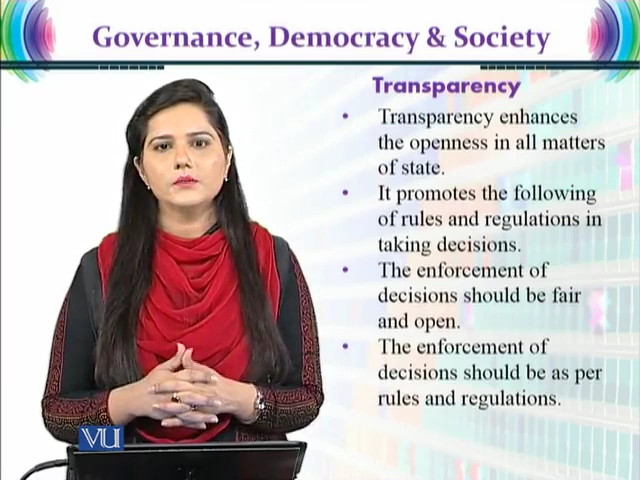 Governance, Democracy & Society
Transparency
• Transparency enhances
the openness in all matters
of state.
• It promotes the following
of rules and regulations in
taking decisions.
• The enforcement of
decisions should be fair
and open.
• The enforcement of
decisions should be as per
rules and regulations.
VU